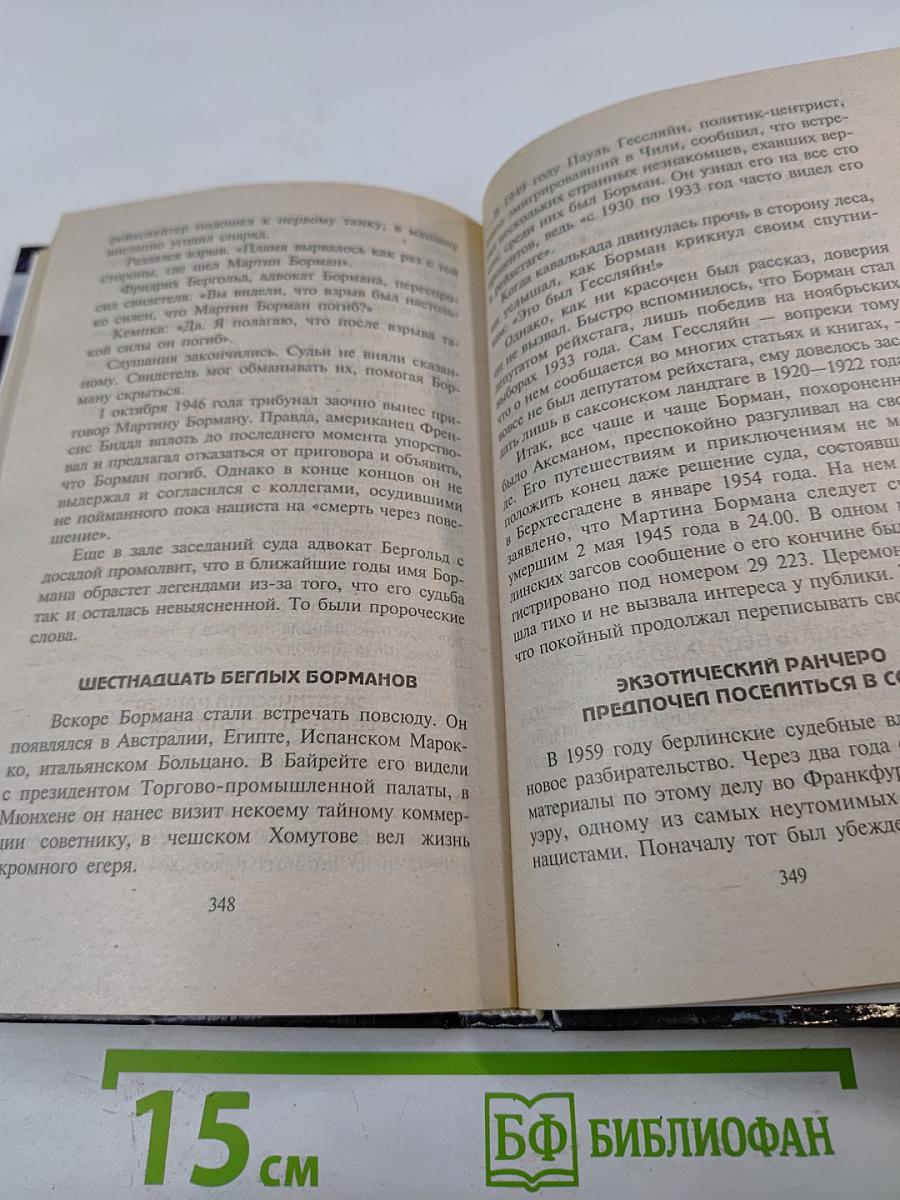 рейхсляйтер подошел к первому танку, в машину
внезапно угодил снаряд.
Раздался взрыв. «Пламя вырвалось как раз с той
стороны, где шел Мартин Борман».
Фридрих Бергольд, адвокат Бормана, переспро-
сил свидетеля: «Вы видели, что взрыв был настоль-
ко силен, что Мартин Борман погиб?»
Кемпка: «Да. Я полагаю, что после взрыва та-
кой силы он погиб».
Слушания закончились. Судьи не вняли сказан-
ному. Свидетель мог обманывать их, помогая Бор-
ману скрыться.
1 октября 1946 года трибунал заочно вынес при-
говор Мартину Борману. Правда, американец Френ-
сис Биддл вплоть до последнего момента упорство-
вал и предлагал отказаться от приговора и объявить,
что Борман погиб. Однако в конце концов он не
выдержал и согласился с коллегами, осудившими
не пойманного пока нациста на «смерть через пове-
шение».
Еще в зале заседаний суда адвокат Бергольд с
досадой промолвит, что в ближайшие годы имя Бор-
мана обрастет легендами из-за того, что его судьба
так и осталась невыясненной. То были пророческие
слова.
ШЕСТНАДЦАТЬ БЕГЛЫХ БОРМАНОВ
Вскоре Бормана стали встречать повсюду. Он
появлялся в Австралии, Египте, Испанском Марок-
ко, итальянском Больцано. В Байрейте его видели
с президентом Торгово-промышленной палаты, в
Мюнхене он нанес визит некоему тайному коммер-
ции советнику, в чешском Хомутове вел жизнь
кромного егеря.
348
В 1949 году Пауль Гессляйн, политик-центрист,
эмигрировавший в Чили, сообщил, что встре-
нескольких странных незнакомцев, ехавших вер-
среди них был Борман. Он узнал его на все сто
ведь «с 1930 по 1933 год часто видел его
в рейхстаге».
Когда кавалькада двинулась прочь в сторону леса,
он услышал, как Борман крикнул своим спутни-
кам: «Это был Гессляйн!»
Однако, как ни красочен был рассказ, доверия
он не вызвал. Быстро вспомнилось, что Борман стал
депутатом рейхстага, лишь победив на ноябрьских
выборах 1933 года. Сам Гессляйн — вопреки тому,
что о нем сообщается во многих статьях и книгах, —
вовсе не был депутатом рейхстага, ему довелось засе
дать лишь в саксонском ландтаге в 1920—1922 года
Итак, все чаще и чаще Борман, похороненн
было Аксманом, преспокойно разгуливал на сво
де. Его путешествиям и приключениям не м
положить конец даже решение суда, состоявше
в Берхтесгадене в январе 1954 года. На нем
заявлено, что Мартина Бормана следует сч
умершим 2 мая 1945 года в 24.00. В одном
линских загсов сообщение о его кончине бы
гистрировано под номером 29 223. Церемон
шла тихо и не вызвала интереса у публики.
что покойный продолжал переписывать сво
ЭКЗОТИЧЕСКИЙ РАНЧЕРО
ПРЕДПОЧЕЛ ПОСЕЛИТЬСЯ В СО
В 1959 году берлинские судебные вл
новое разбирательство. Через два года
материалы по этому делу во Франкфур
уэру, одному из самых неутомимых
нацистами. Поначалу тот был убежде
349
15 см
БФ БИБЛИОФАН